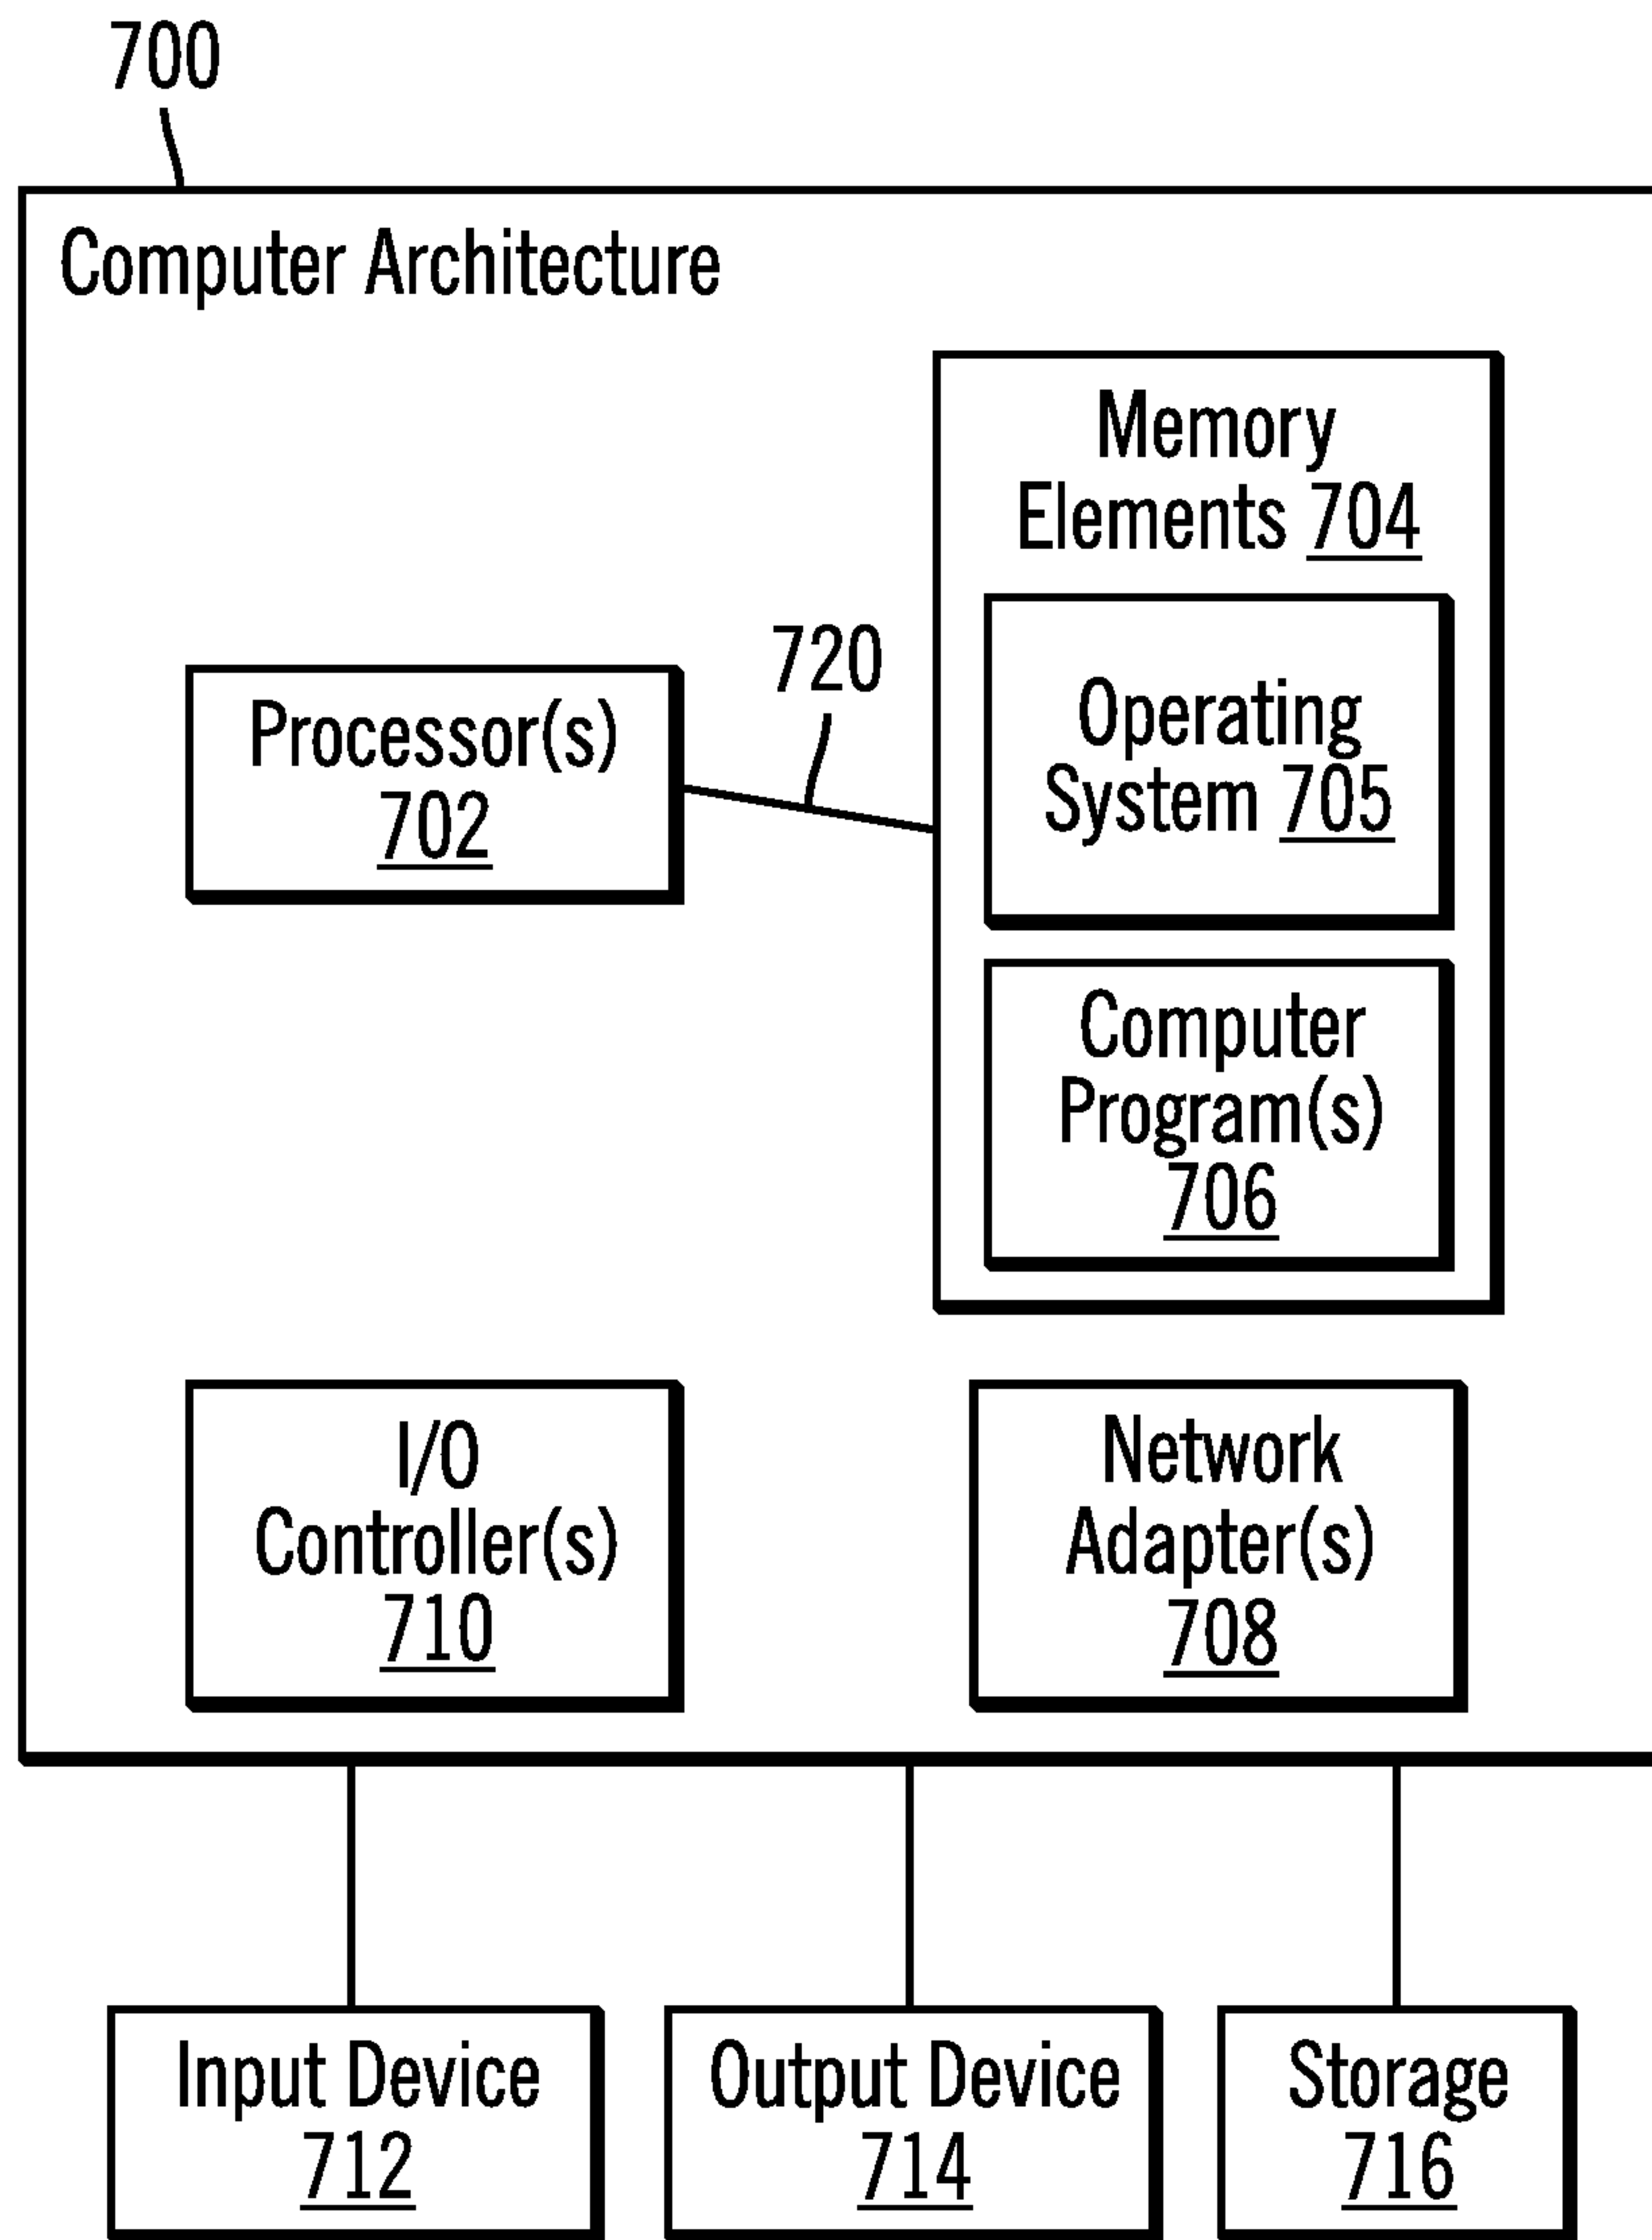 700
Computer Architecture
Memory
Elements 704
720
Processor(s)
702
Operating
System 705
Computer
Program(s)
706
I/O
Controller(s)
710
Network
Adapter(s)
708
Input Device
712
Output Device
714
Storage
716